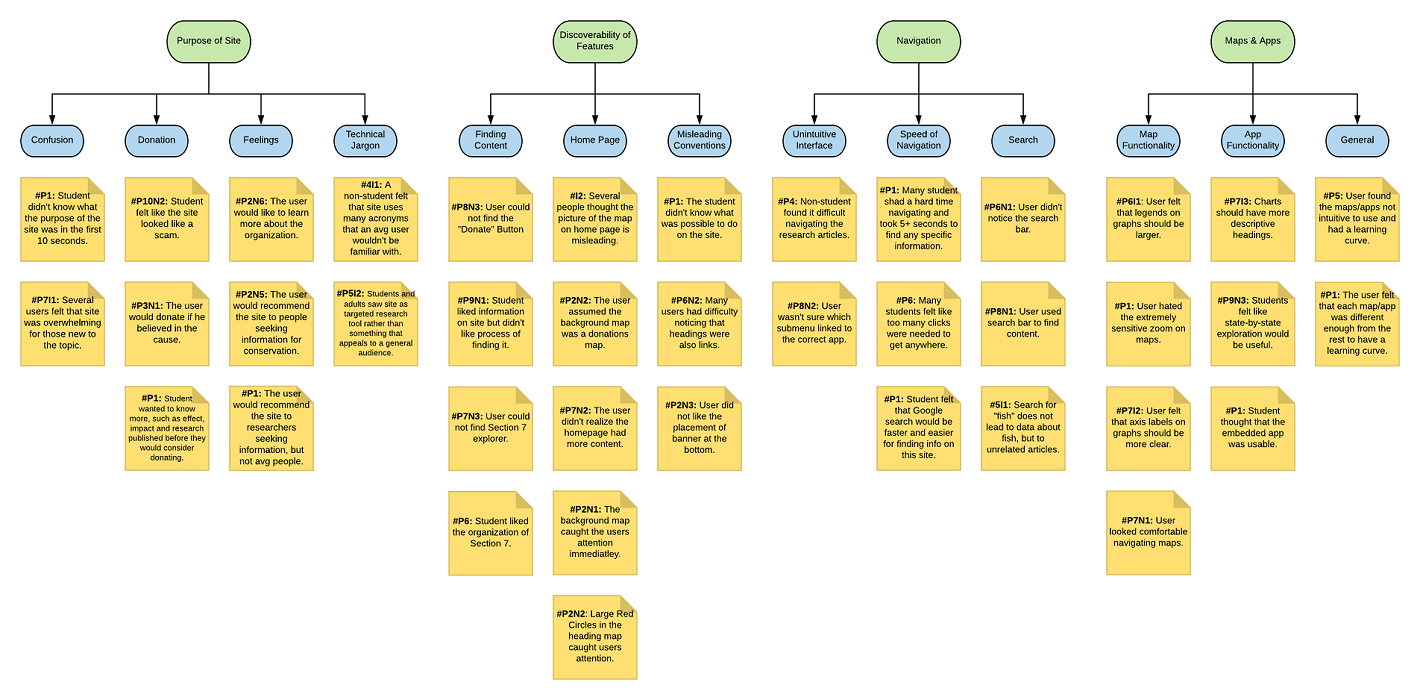 Purpose of Site
Discoverability of
Features
Navigation
Maps & Apps
Confusion
Donation
Feelings
Technical
Jargon
Finding
Content
Home Page
Misleading
Conventions
Unintuitive
Interface
Speed of
Navigation
Search
Map
Functionality
App
Functionality
General
#P1: Student
didn't know what
the purpose of the
site was in the first
10 seconds.
#P10N2: Student
felt like the site
looked like a
scam.
#P2N6: The user
would like to learn
more about the
organization.
#4I1: A
non-student felt
that site uses
many acronyms
that an avg user
wouldn't be
familiar with.
#P8N3: User could
not find the
"Donate" Button
#I2: Several
people thought the
picture of the map
on home page is
misleading.
#P1: The student
didn't know what
was possible to do
on the site.
#P4: Non-student
found it difficult
navigating the
research articles.
#P1: Many student
shad a hard time
navigating and
took 5+ seconds to
find any specific
information.
#P6N1: User didn't
notice the search
bar.
#P6I1: User felt
that legends on
graphs should be
larger.
#P7I3: Charts
should have more
descriptive
headings.
#P5: User found
the maps/apps not
intuitive to use and
had a learning
curve.
#P7I1: Several
users felt that site
was overwhelming
for those new to
the topic.
#P3N1: The user
would donate if he
believed in the
cause.
#P2N5: The user
would recommend
the site to people
seeking
information for
conservation.
#P5I2: Students and
adults saw site as
targeted research
tool rather than
something that
appeals to a general
audience.
#P9N1: Student
liked information
on site but didn't
like process of
finding it.
#P2N2: The user
assumed the
background map
was a donations
map.
#P6N2: Many
users had difficulty
noticing that
headings were
also links.
#P8N2: User
wasn't sure which
submenu linked to
the correct app.
#P6: Many
students felt like
too many clicks
were needed to
get anywhere.
#P8N1: User used
search bar to find
content.
#P1: User hated
the extremely
sensitive zoom on
maps.
#P9N3: Students
felt like
state-by-state
exploration would
be useful.
#P1: The user felt
that each map/app
was different
enough from the
rest to have a
learning curve.
#P1: Student
wanted to know
more, such as effect,
impact and research
published before they
would consider
donating.
#P1: The user
would recommend
the site to
researchers
seeking
information, but
not avg people.
#P7N3: User could
not find Section 7
explorer.
#P7N2: The user
didn't realize the
homepage had
more content.
#P2N3: User did
not like the
placement of
banner at the
bottom.
#P1: Student felt
that Google
search would be
faster and easier
for finding info on
this site.
#5I1: Search for
"fish" does not
lead to data about
fish, but to
unrelated articles.
#P7I2: User felt
that axis labels on
graphs should be
more clear.
#P1: Student
thought that the
embedded app
was usable.
#P6: Student liked
the organization of
Section 7.
#P2N1: The
background map
caught the users
attention
immediatley.
#P7N1: User
looked comfortable
navigating maps.
#P2N2: Large Red
Circles in the
heading map
caught users
attention.